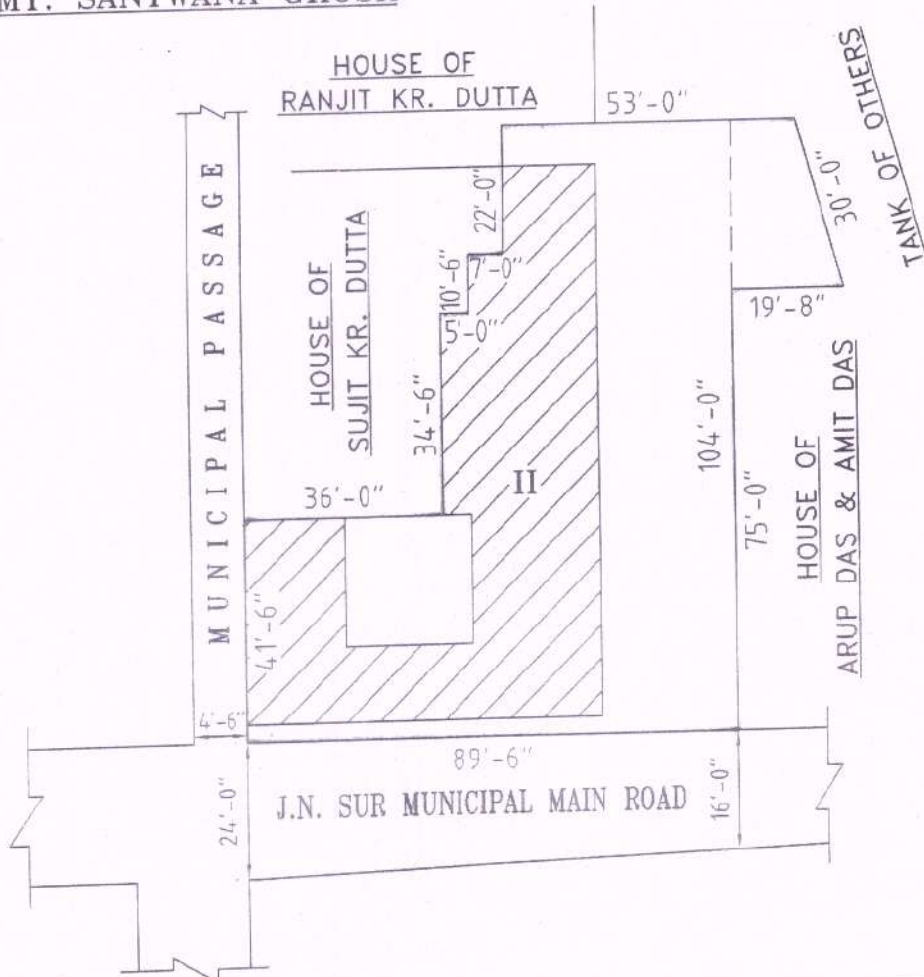 SANTWANA
HOUSE OF
RANJIT KR. DUTTA
53'-0"
TANK OF OTHERS
30'-0"
MUNICIPAL PASSAGE
HOUSE OF
SUJIT KR. DUTTA
22'-0"
7'-0"
10'-6"
5'-0"
19'-8"
34'-6"
104'-0"
75'-0"
HOUSE OF
ARUP DAS & AMIT DAS
36'-0"
II
41'-6"
4'-6"
89'-6"
24'-0"
J.N. SUR MUNICIPAL MAIN ROAD
16'-0"